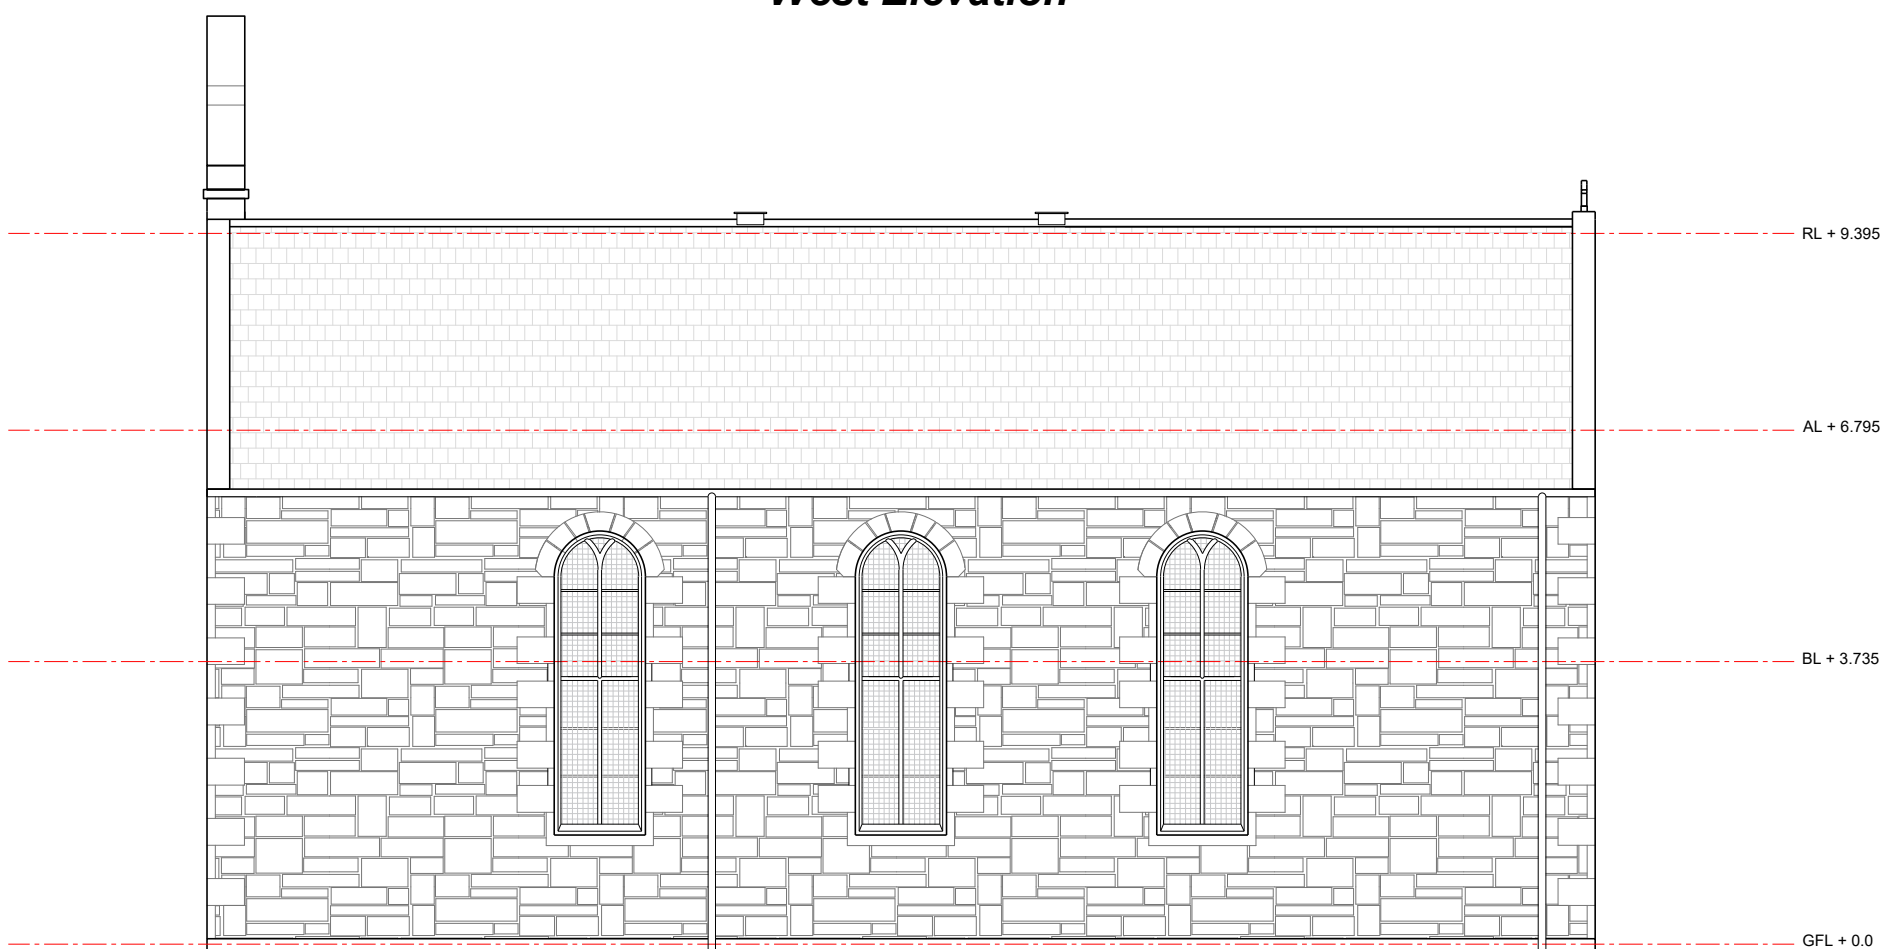 West Elevation
RL + 9.395
AL + 6.795
BL + 3.735
GFL + 0.0